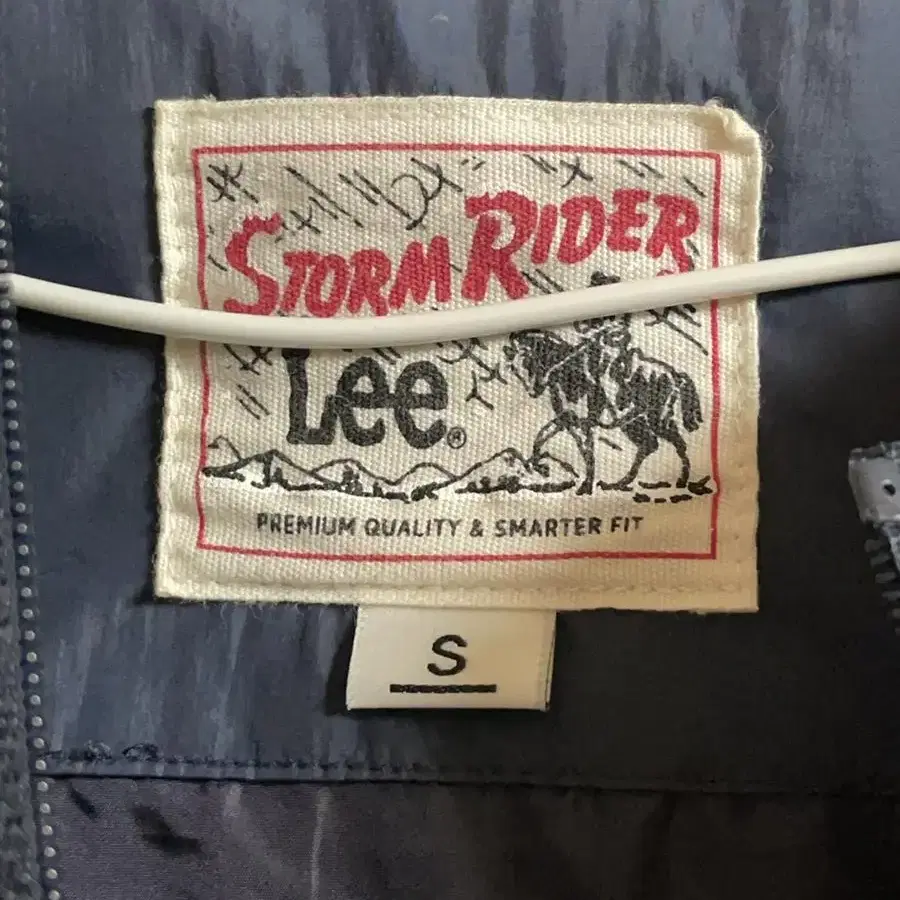 STORM RIDER
Lee®
PREMIUM QUALITY & SMARTER FIT
S